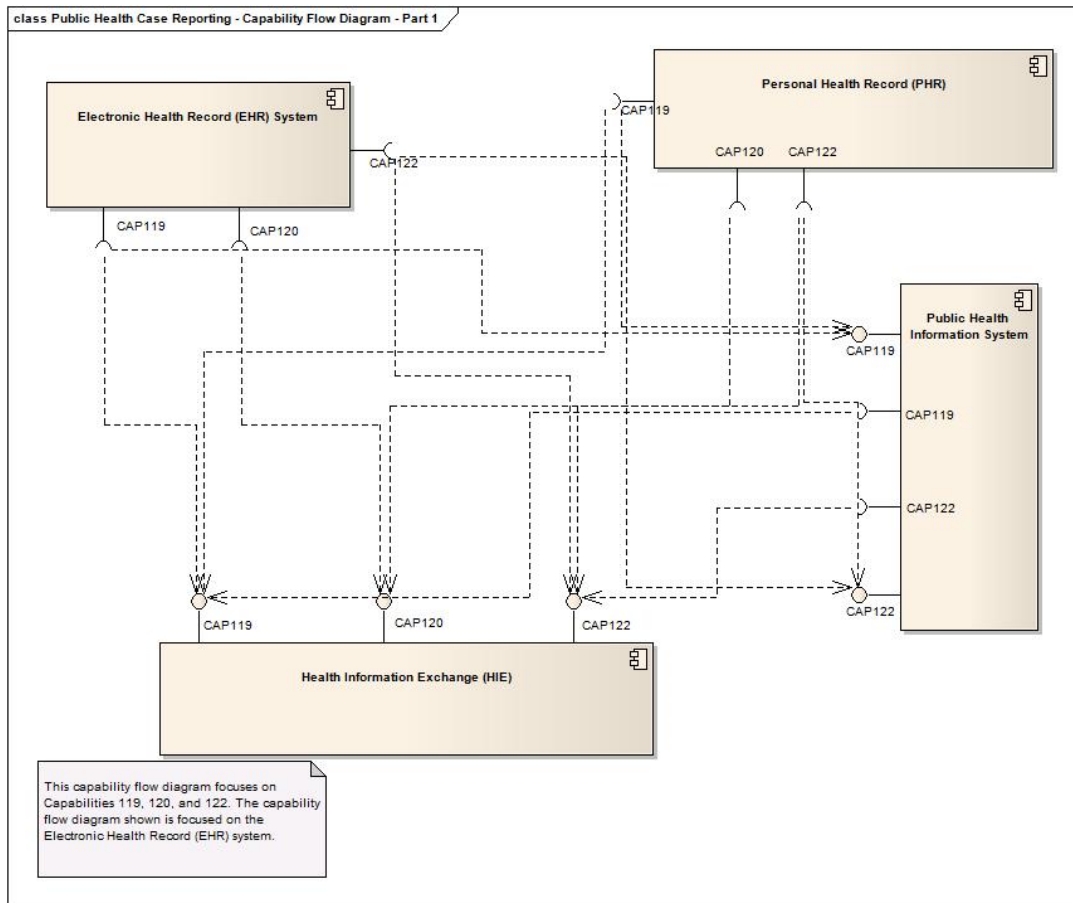 class Public Health Case Reporting - Capability Flow Diagram - Part 1
Electronic Health Record (EHR) System
CAP122
CAP119
CAP120
Personal Health Record (PHR)
CAP119
CAP120
CAP122
Public Health
Information System
CAP119
CAP119
CAP122
CAP122
CAP119
CAP120
CAP122
Health Information Exchange (HIE)
This capability flow diagram focuses on
Capabilities 119, 120, and 122. The capability
flow diagram shown is focused on the
Electronic Health Record (EHR) system.